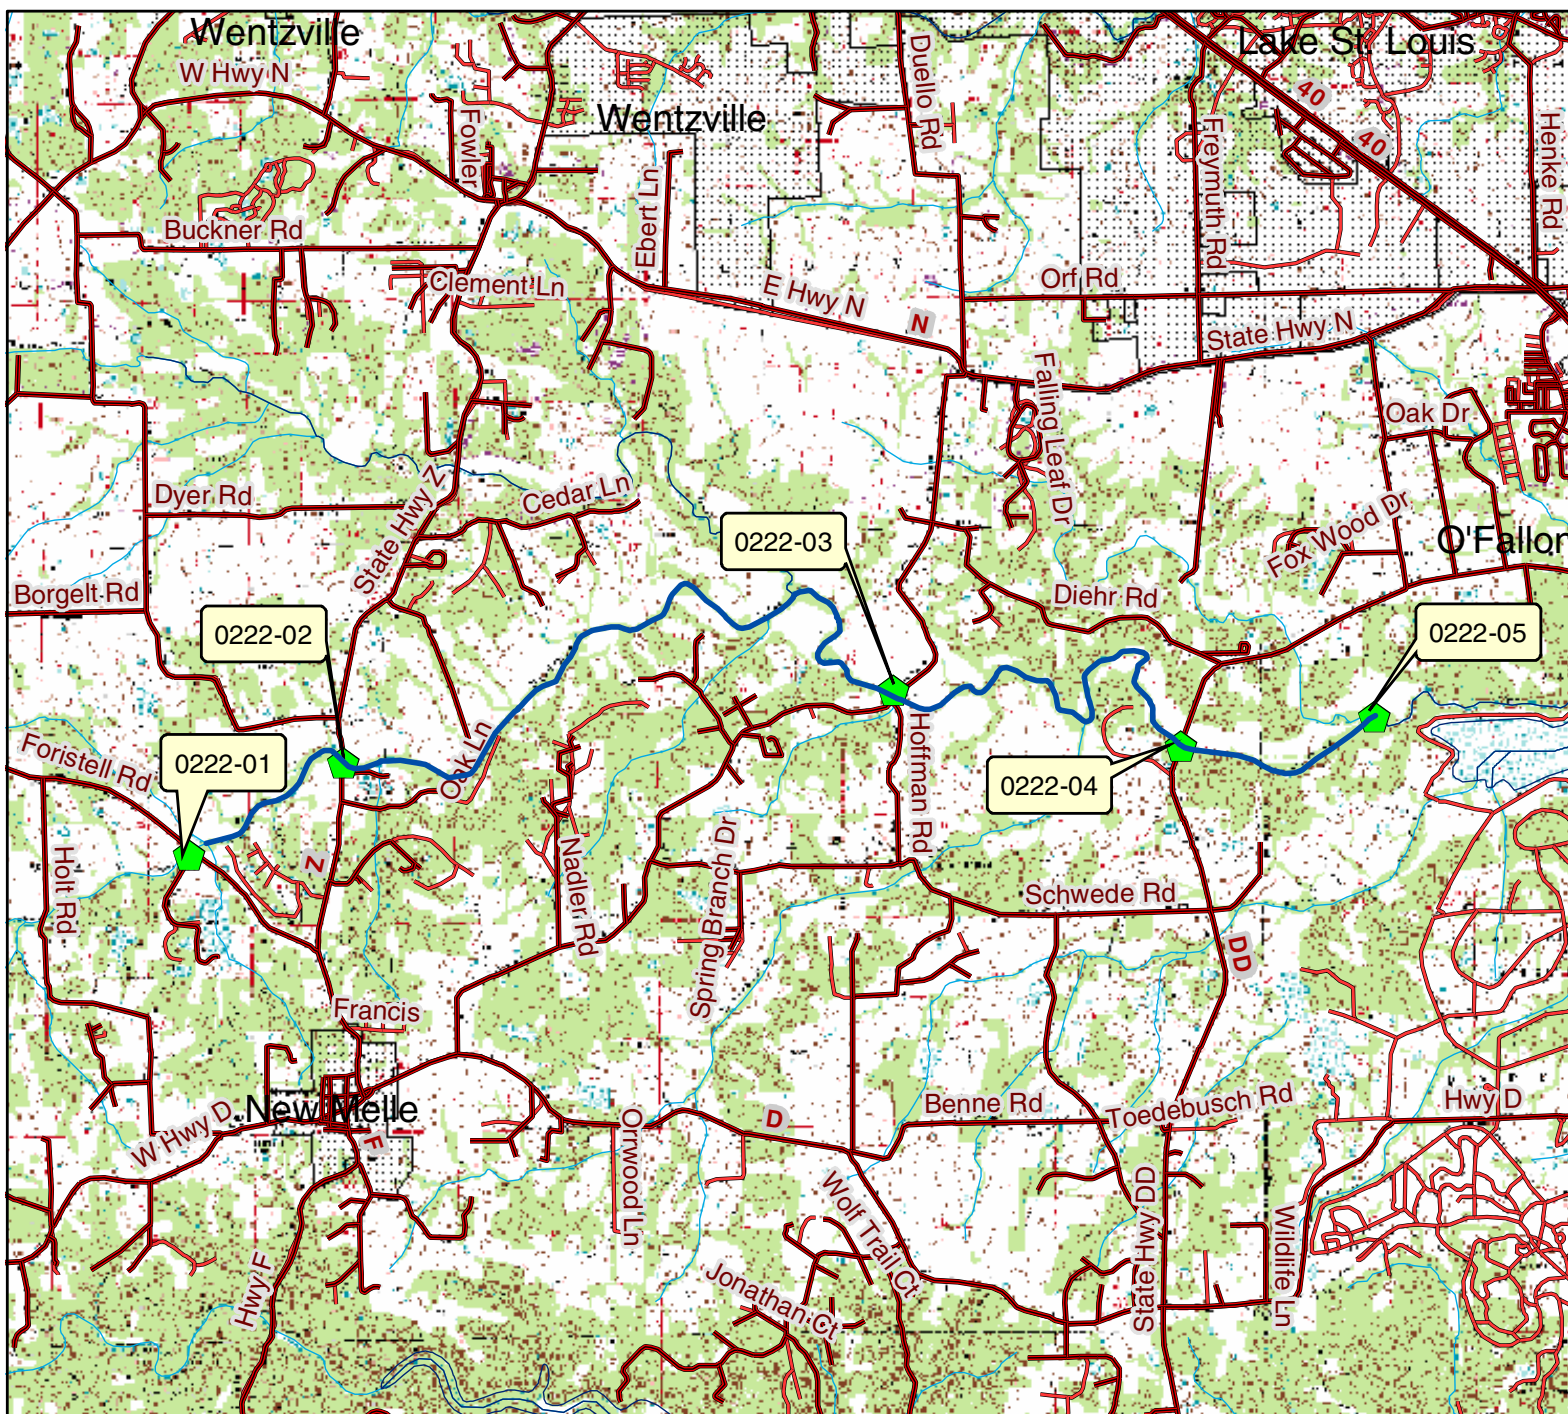 Wentzville
Lake St. Louis
W Hwy N
40
Duello Rd
Wentzville
Fowler
Freymuth Rd
40
Henke Rd
Ebert Ln
Buckner Rd
Clement Ln
E Hwy N
N
Orf Rd
State Hwy N
Falling Leaf Dr
Oak Dr
Dyer Rd
State Hwy Z
Cedar Ln
0222-03
Fox Wood Dr
O'Fallon
Borgelt Rd
Diehr Rd
0222-02
0222-05
Foristell Rd
0222-01
Oak Ln
Hoffman Rd
0222-04
Holt Rd
Z
Nadler Rd
Spring Branch Dr
Schwede Rd
DD
Francis
New Melle
W Hwy D
F
Orrwood Ln
D
Benne Rd
Toedebusch Rd
Hwy D
Wolf Trail Ct
State Hwy DD
Wildlife Ln
Hwy F
Jonathan Ct